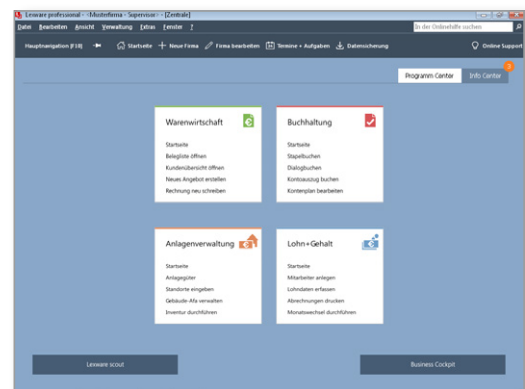 Lexware professional - <Musterfirma - Supervisor> - [Zentrale]
Datei Bearbeiten Ansicht Verwaltung Extras Fenster ?
In der Onlinehilfe suchen
Hauptnavigation (F10) Startseite Neue Firma Firma bearbeiten Termine + Aufgaben Datensicherung Online Support
3
Programm Center Info Center
Warenwirtschaft
Startseite
Belegliste öffnen
Kundenübersicht öffnen
Neues Angebot erstellen
Rechnung neu schreiben
Buchhaltung
Startseite
Stapelbuchen
Dialogbuchen
Kontoauszug buchen
Kontenplan bearbeiten
Anlagenverwaltung
Startseite
Anlagegüter
Standorte eingeben
Gebäude-Afa verwalten
Inventur durchführen
Lohn+Gehalt
Startseite
Mitarbeiter anlegen
Lohndaten erfassen
Abrechnungen drucken
Monatswechsel durchführen
Lexware scout
Business Cockpit